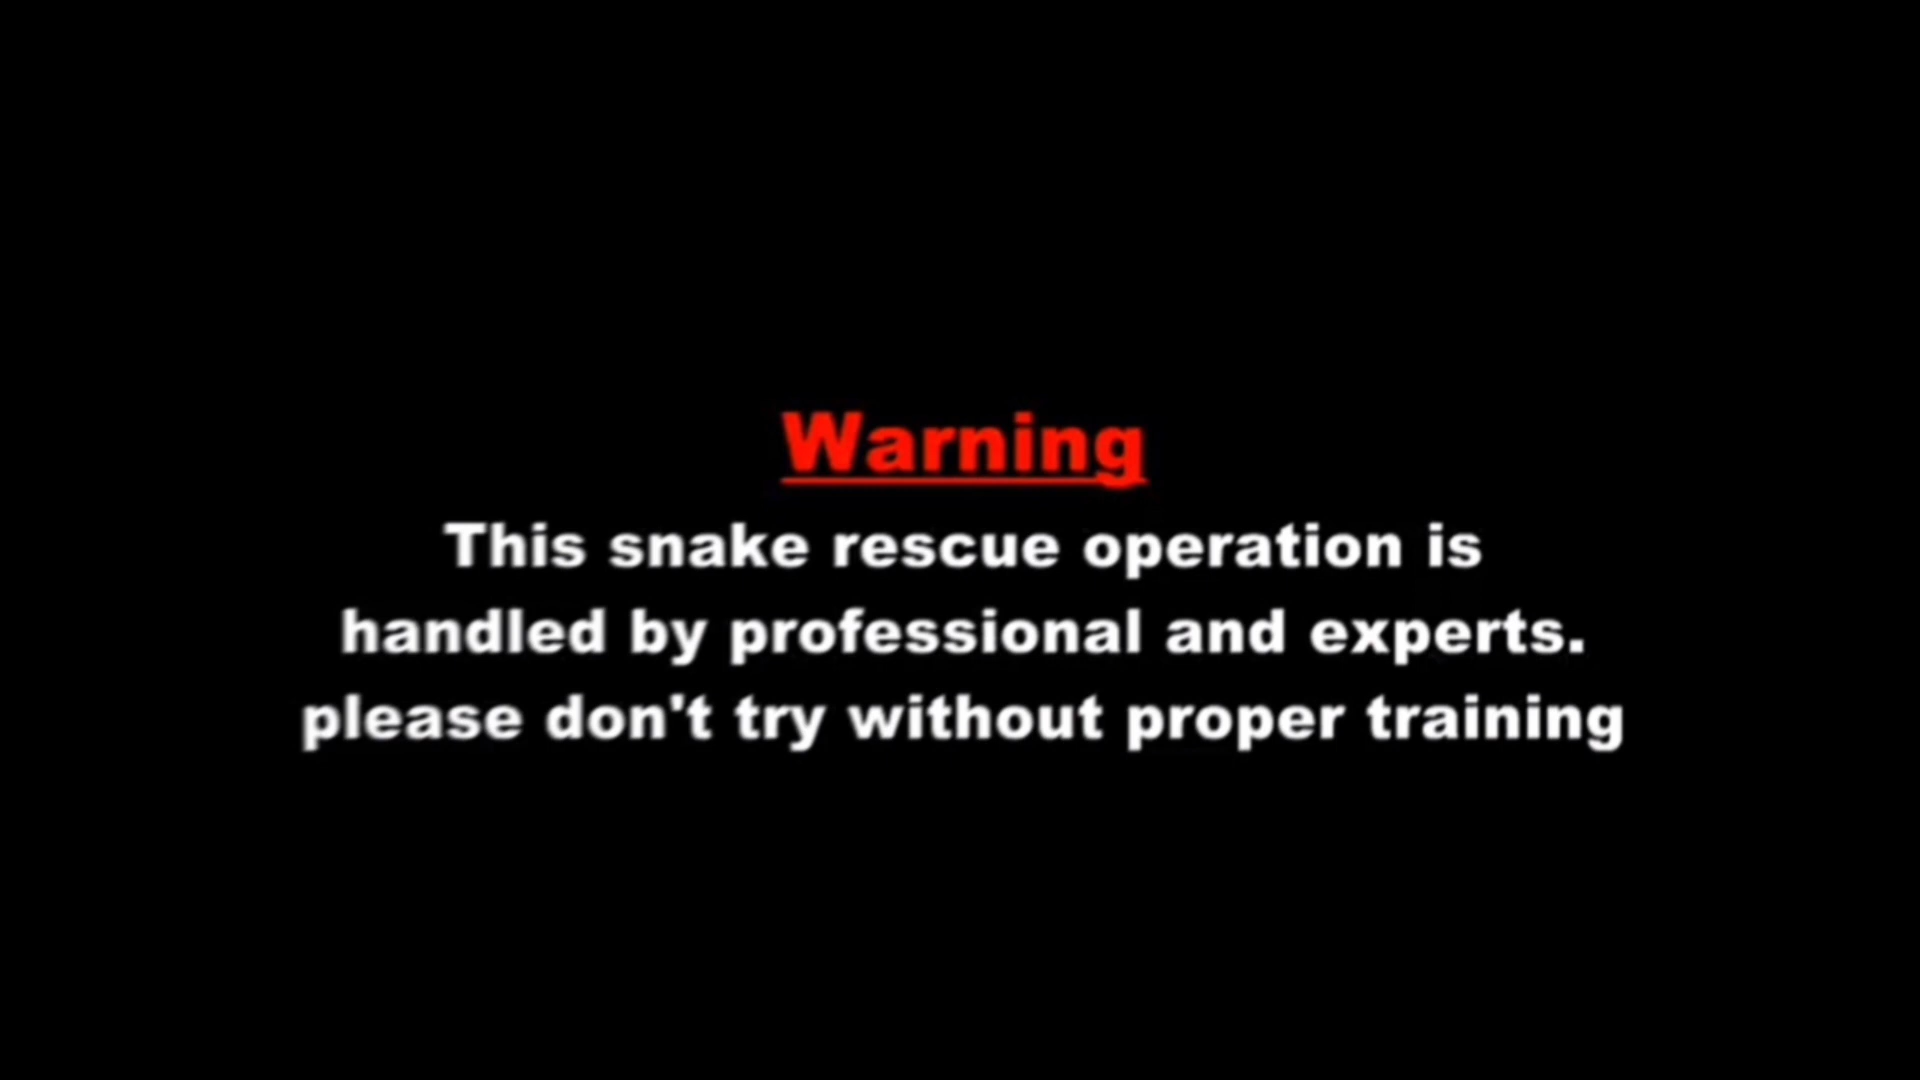 Warning
This snake rescue operation is
handled by professional and experts.
please don't try without proper training